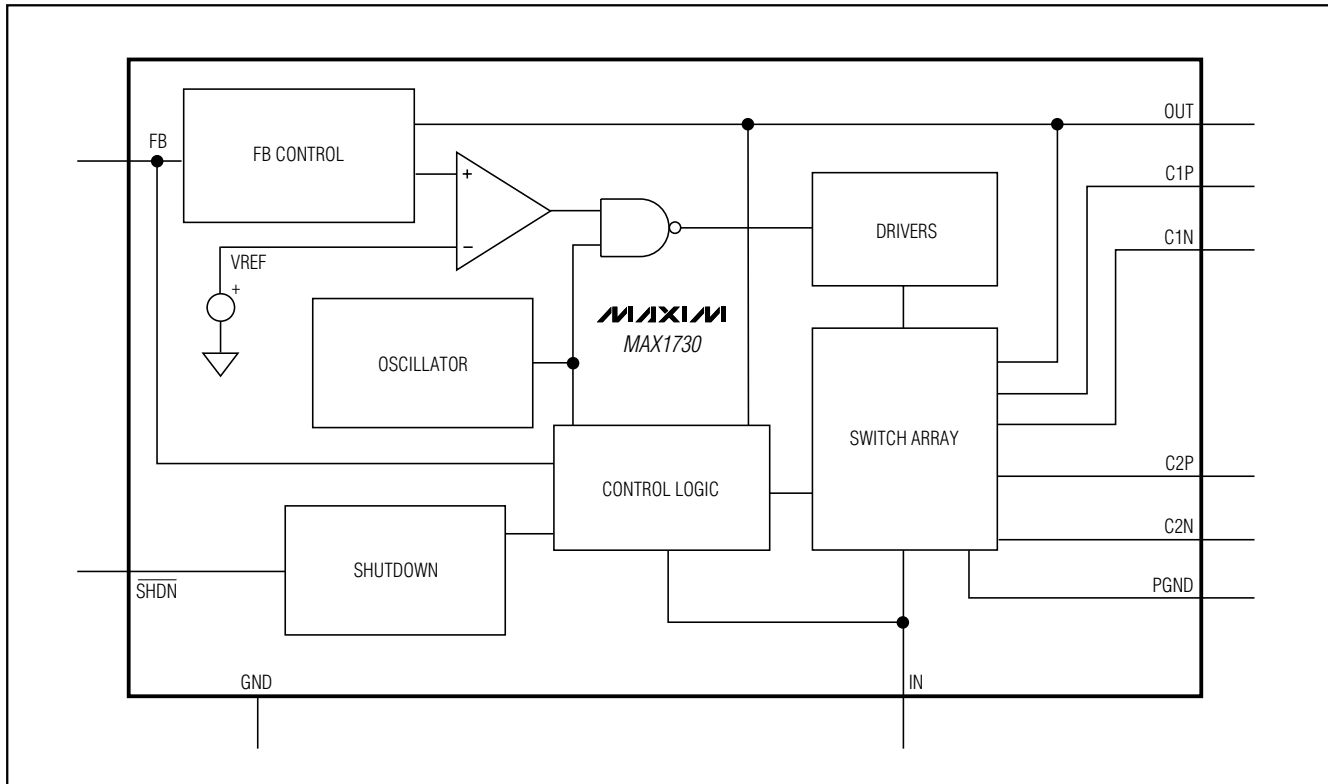 OUT
FB
FB CONTROL
C1P
+
DRIVERS
C1N
−
VREF
+
MAXIM
MAX1730
OSCILLATOR
SWITCH ARRAY
C2P
CONTROL LOGIC
C2N
SHUTDOWN
SHDN
PGND
GND
IN